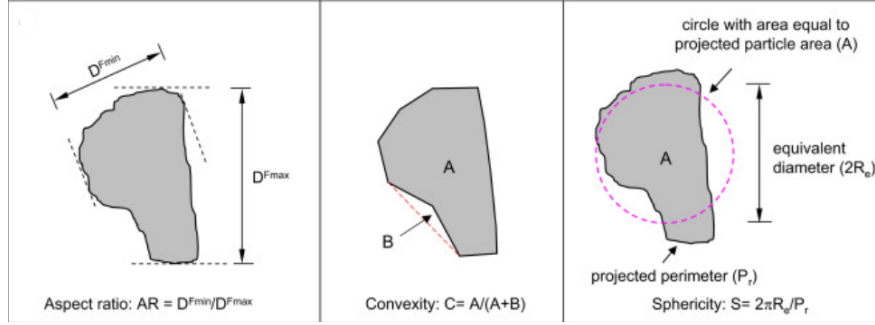 D^Fmin
D^Fmax
Aspect ratio: AR = D^Fmin/D^Fmax
A
B
Convexity: C= A/(A+B)
circle with area equal to
projected particle area (A)
A
equivalent
diameter (2R_e)
projected perimeter (P_r)
Sphericity: S= 2πR_e/P_r